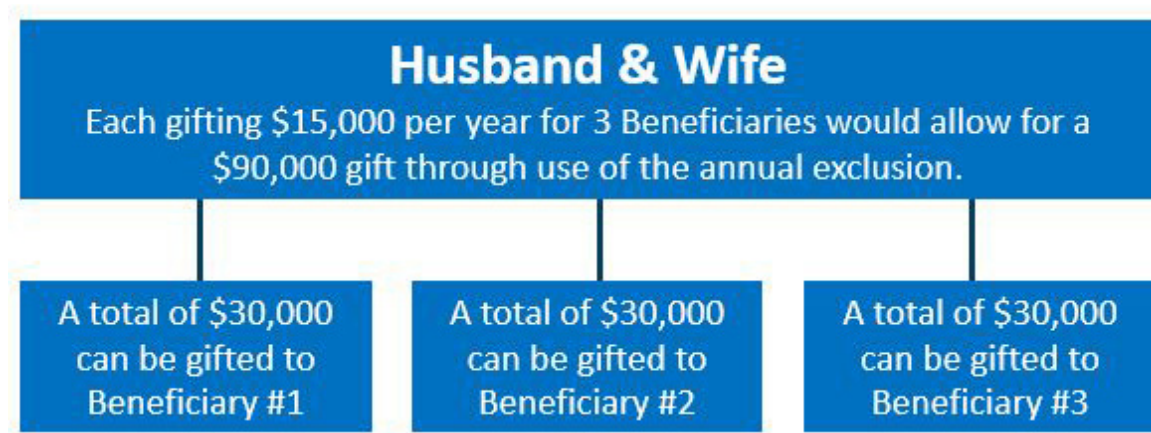 Husband & Wife
Each gifting $15,000 per year for 3 Beneficiaries would allow for a
$90,000 gift through use of the annual exclusion.
A total of $30,000
can be gifted to
Beneficiary #1
A total of $30,000
can be gifted to
Beneficiary #2
A total of $30,000
can be gifted to
Beneficiary #3